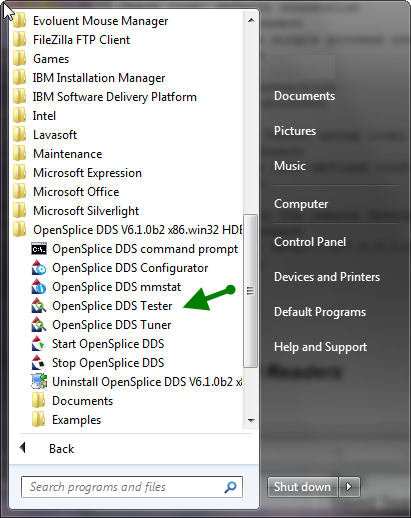 Evoluent Mouse Manager
FileZilla FTP Client
Games
IBM Installation Manager
IBM Software Delivery Platform
Intel
Lavasoft
Maintenance
Microsoft Expression
Microsoft Office
Microsoft Silverlight
OpenSplice DDS V6.1.0b2 x86.win32 HDE
OpenSplice DDS command prompt
OpenSplice DDS Configurator
OpenSplice DDS mmstat
OpenSplice DDS Tester
OpenSplice DDS Tuner
Start OpenSplice DDS
Stop OpenSplice DDS
Uninstall OpenSplice DDS V6.1.0b2 x8
Documents
Examples
Back
Search programs and files
Documents
Pictures
Music
Computer
Control Panel
Devices and Printers
Default Programs
Help and Support
Readers
Shut down